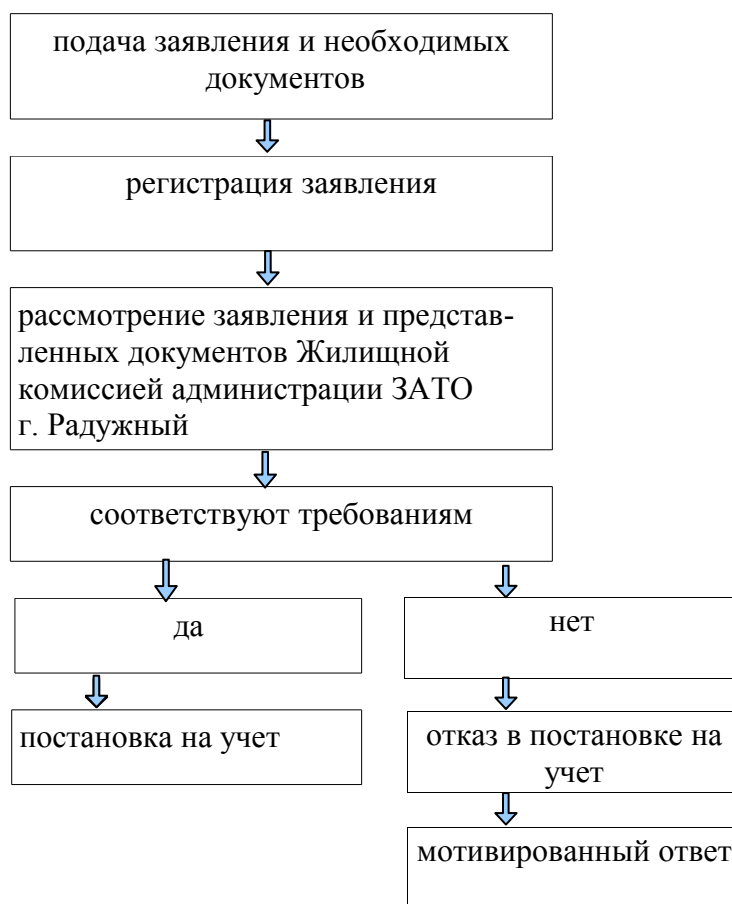 подача заявления и необходимых
документов
регистрация заявления
рассмотрение заявления и представ-
ленных документов Жилищной
комиссией администрации ЗАТО
г. Радужный
соответствуют требованиям
да
нет
постановка на учет
отказ в постановке на
учет
мотивированный ответ